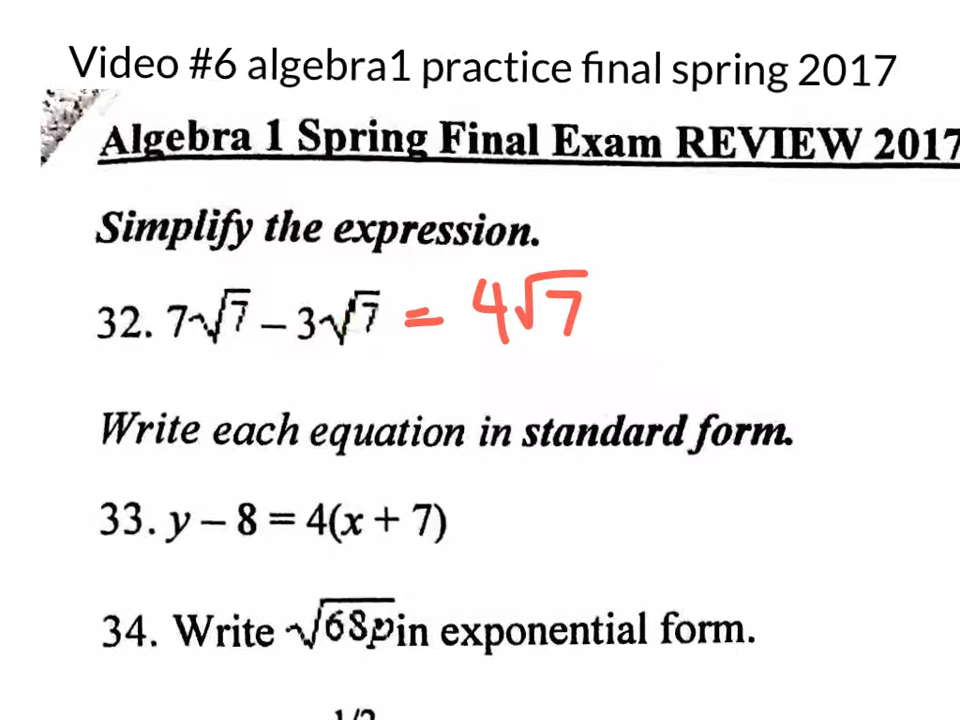 Video #6 algebra1 practice final spring 2017
Algebra 1 Spring Final Exam REVIEW 2017
Simplify the expression.
32. 7√7 – 3√7 = 4√7
Write each equation in standard form.
33. y – 8 = 4(x + 7)
34. Write √68p in exponential form.